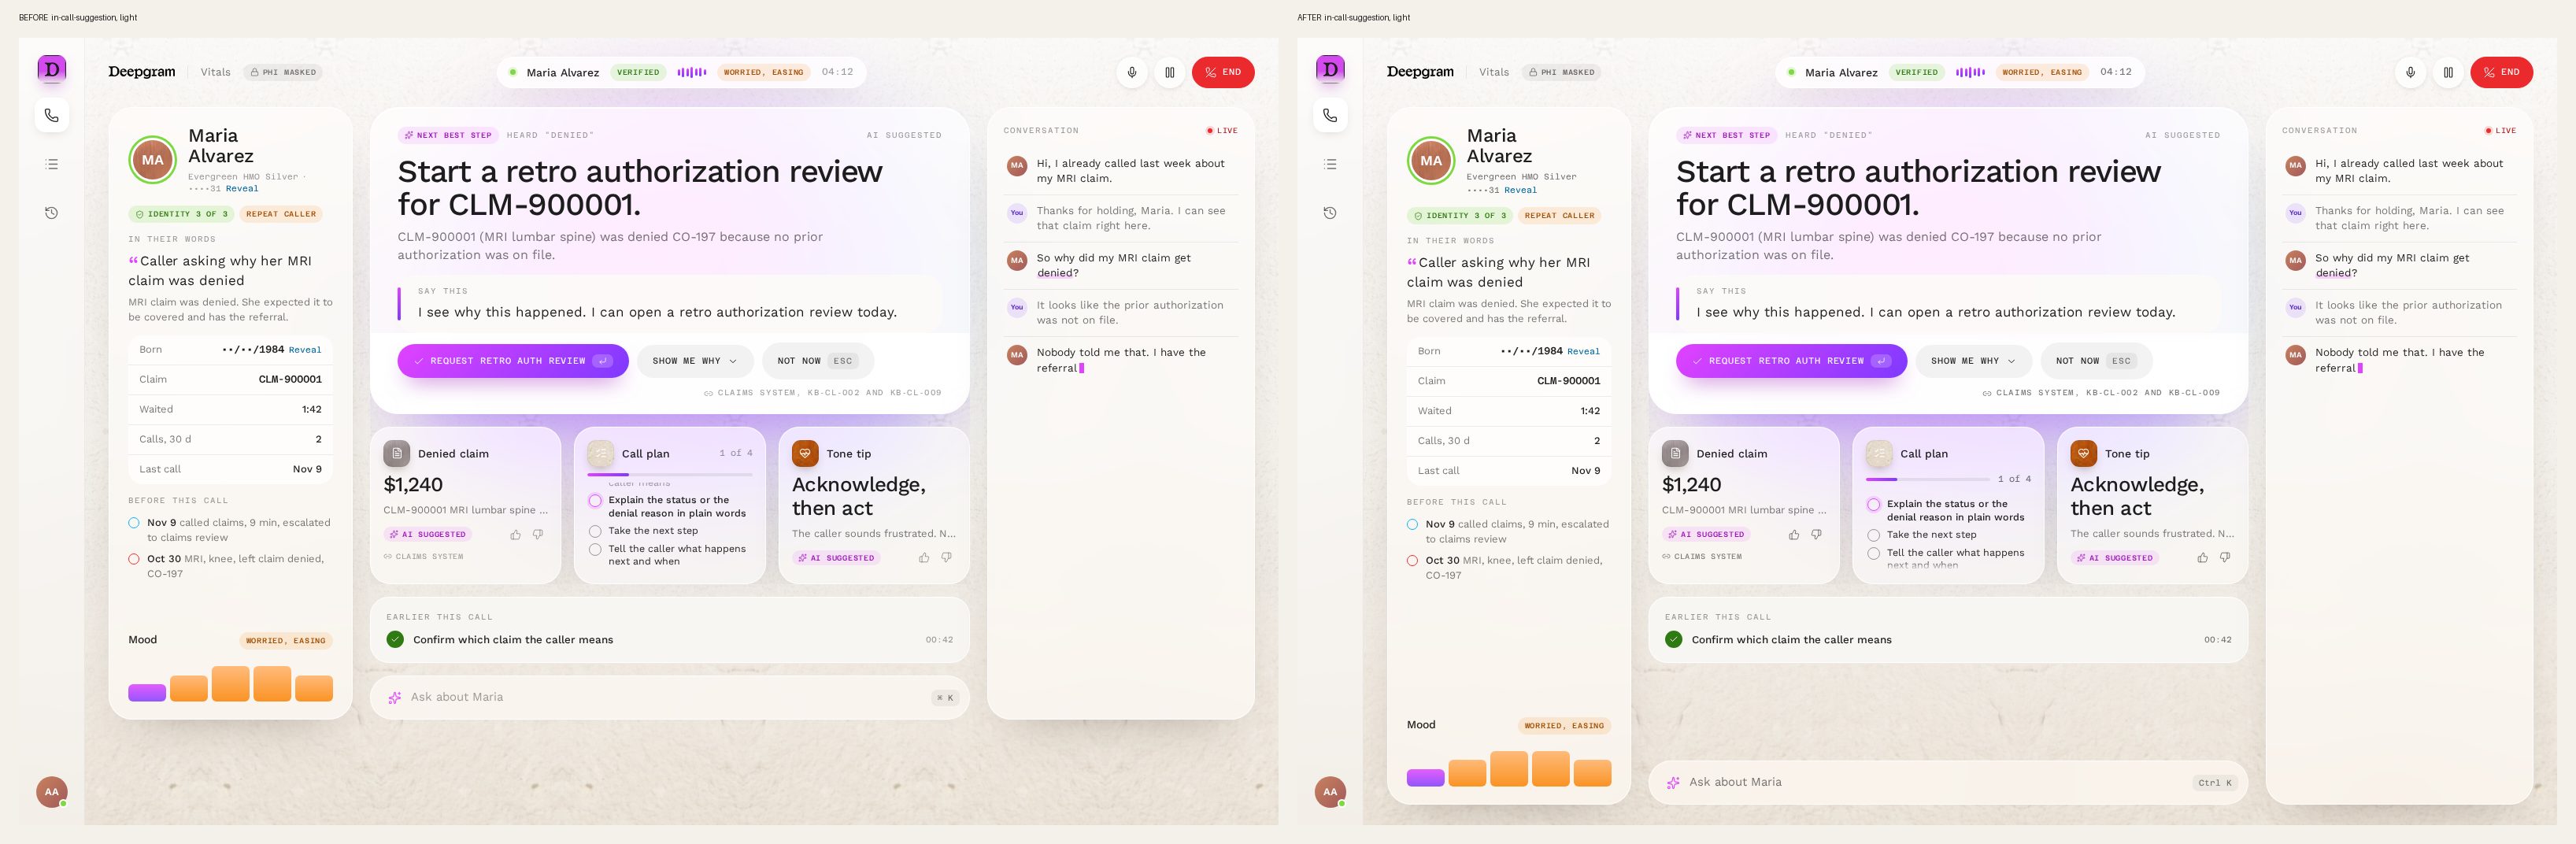 BEFORE in-call-suggestion, light
D
Deepgram
Vitals
PHI MASKED
Maria Alvarez
VERIFIED
WORRIED, EASING
04:12
END
Maria
Alvarez
MA
Evergreen HMO Silver ·
••••31 Reveal
IDENTITY 3 OF 3
REPEAT CALLER
IN THEIR WORDS
“Caller asking why her MRI
claim was denied
MRI claim was denied. She expected it to
be covered and has the referral.
Born ••/••/1984 Reveal
Claim CLM-900001
Waited 1:42
Calls, 30 d 2
Last call Nov 9
BEFORE THIS CALL
Nov 9 called claims, 9 min, escalated
to claims review
Oct 30 MRI, knee, left claim denied,
CO-197
Mood
WORRIED, EASING
AA
NEXT BEST STEP
HEARD "DENIED"
AI SUGGESTED
Start a retro authorization review
for CLM-900001.
CLM-900001 (MRI lumbar spine) was denied CO-197 because no prior
authorization was on file.
SAY THIS
I see why this happened. I can open a retro authorization review today.
REQUEST RETRO AUTH REVIEW
SHOW ME WHY
NOT NOW ESC
CLAIMS SYSTEM, KB-CL-002 AND KB-CL-009
Denied claim
$1,240
CLM-900001 MRI lumbar spine ...
AI SUGGESTED
CLAIMS SYSTEM
Call plan
1 of 4
caller means
Explain the status or the
denial reason in plain words
Take the next step
Tell the caller what happens
next and when
Tone tip
Acknowledge,
then act
The caller sounds frustrated. N...
AI SUGGESTED
EARLIER THIS CALL
Confirm which claim the caller means
00:42
Ask about Maria
⌘ K
CONVERSATION
LIVE
MA
Hi, I already called last week about
my MRI claim.
You
Thanks for holding, Maria. I can see
that claim right here.
MA
So why did my MRI claim get
denied?
You
It looks like the prior authorization
was not on file.
MA
Nobody told me that. I have the
referral
AFTER in-call-suggestion, light
D
Deepgram
Vitals
PHI MASKED
Maria Alvarez
VERIFIED
WORRIED, EASING
04:12
END
Maria
Alvarez
MA
Evergreen HMO Silver
••••31 Reveal
IDENTITY 3 OF 3
REPEAT CALLER
IN THEIR WORDS
“Caller asking why her MRI
claim was denied
MRI claim was denied. She expected it to
be covered and has the referral.
Born ••/••/1984 Reveal
Claim CLM-900001
Waited 1:42
Calls, 30 d 2
Last call Nov 9
BEFORE THIS CALL
Nov 9 called claims, 9 min, escalated
to claims review
Oct 30 MRI, knee, left claim denied,
CO-197
Mood
WORRIED, EASING
AA
NEXT BEST STEP
HEARD "DENIED"
AI SUGGESTED
Start a retro authorization review
for CLM-900001.
CLM-900001 (MRI lumbar spine) was denied CO-197 because no prior
authorization was on file.
SAY THIS
I see why this happened. I can open a retro authorization review today.
REQUEST RETRO AUTH REVIEW
SHOW ME WHY
NOT NOW ESC
CLAIMS SYSTEM, KB-CL-002 AND KB-CL-009
Denied claim
$1,240
CLM-900001 MRI lumbar spine ...
AI SUGGESTED
CLAIMS SYSTEM
Call plan
1 of 4
Explain the status or the
denial reason in plain words
Take the next step
Tell the caller what happens
next and when
Tone tip
Acknowledge,
then act
The caller sounds frustrated. N...
AI SUGGESTED
EARLIER THIS CALL
Confirm which claim the caller means
00:42
Ask about Maria
Ctrl K
CONVERSATION
LIVE
MA
Hi, I already called last week about
my MRI claim.
You
Thanks for holding, Maria. I can see
that claim right here.
MA
So why did my MRI claim get
denied?
You
It looks like the prior authorization
was not on file.
MA
Nobody told me that. I have the
referral